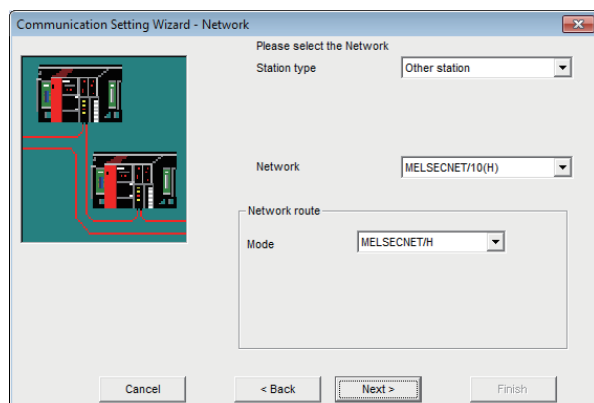 Communication Setting Wizard - Network
Please select the Network
Station type Other station
Network MELSECNET/10(H)
Network route
Mode MELSECNET/H
Cancel < Back Next > Finish